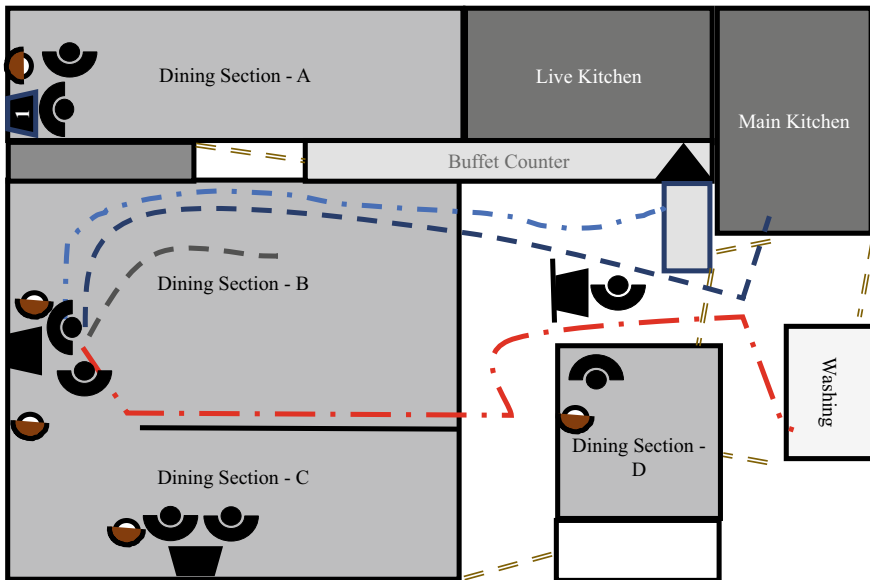 Dining Section - A
Live Kitchen
Main Kitchen
1
Buffet Counter
Dining Section - B
Washing
Dining Section -
D
Dining Section - C